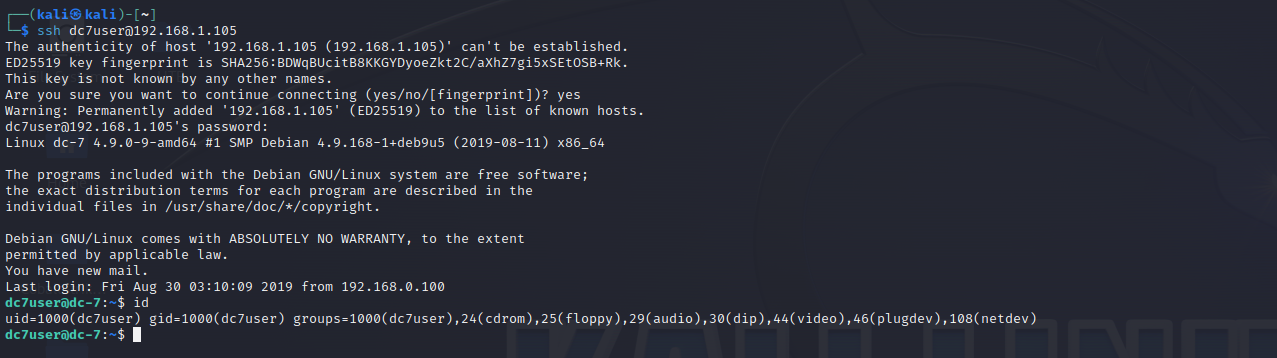 ┌──(kali㉿kali)-[~]
└─$ ssh dc7user@192.168.1.105
The authenticity of host '192.168.1.105 (192.168.1.105)' can't be established.
ED25519 key fingerprint is SHA256:BDWqBUcitB8KKGYDyoeZkt2C/aXhZ7gi5xSEtOSB+Rk.
This key is not known by any other names.
Are you sure you want to continue connecting (yes/no/[fingerprint])? yes
Warning: Permanently added '192.168.1.105' (ED25519) to the list of known hosts.
dc7user@192.168.1.105's password:
Linux dc-7 4.9.0-9-amd64 #1 SMP Debian 4.9.168-1+deb9u5 (2019-08-11) x86_64
The programs included with the Debian GNU/Linux system are free software;
the exact distribution terms for each program are described in the
individual files in /usr/share/doc/*/copyright.
Debian GNU/Linux comes with ABSOLUTELY NO WARRANTY, to the extent
permitted by applicable law.
You have new mail.
Last login: Fri Aug 30 03:10:09 2019 from 192.168.0.100
dc7user@dc-7:~$ id
uid=1000(dc7user) gid=1000(dc7user) groups=1000(dc7user),24(cdrom),25(floppy),29(audio),30(dip),44(video),46(plugdev),108(netdev)
dc7user@dc-7:~$